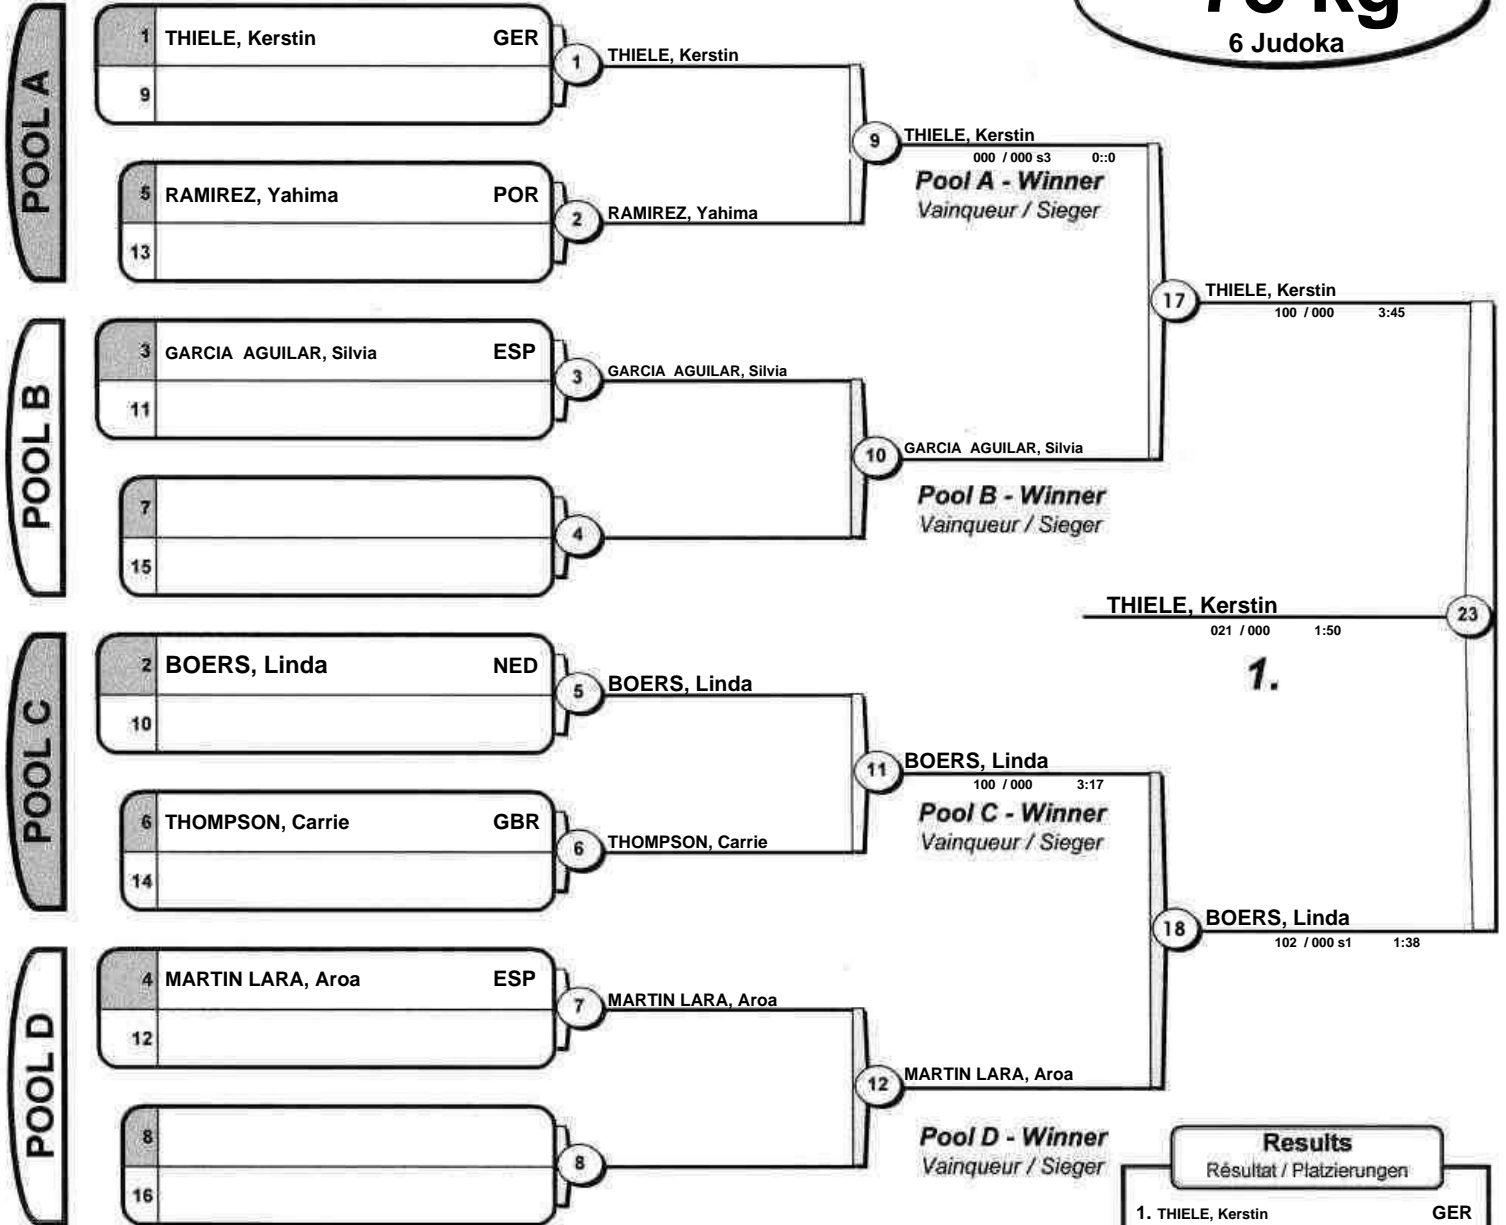 6 Judoka
POOL A
1 THIELE, Kerstin GER
9
1 THIELE, Kerstin
5 RAMIREZ, Yahima POR
13
2 RAMIREZ, Yahima
9 THIELE, Kerstin
000 / 000 s3 0::0
Pool A - Winner
Vainqueur / Sieger
POOL B
3 GARCIA AGUILAR, Silvia ESP
11
3 GARCIA AGUILAR, Silvia
7
15
4
10 GARCIA AGUILAR, Silvia
Pool B - Winner
Vainqueur / Sieger
17 THIELE, Kerstin
100 / 000 3:45
THIELE, Kerstin 23
021 / 000 1:50
1.
POOL C
2 BOERS, Linda NED
10
5 BOERS, Linda
6 THOMPSON, Carrie GBR
14
6 THOMPSON, Carrie
11 BOERS, Linda
100 / 000 3:17
Pool C - Winner
Vainqueur / Sieger
POOL D
4 MARTIN LARA, Aroa ESP
12
7 MARTIN LARA, Aroa
8
16
8
12 MARTIN LARA, Aroa
Pool D - Winner
Vainqueur / Sieger
18 BOERS, Linda
102 / 000 s1 1:38
Results
Résultat / Platzierungen
1. THIELE, Kerstin GER